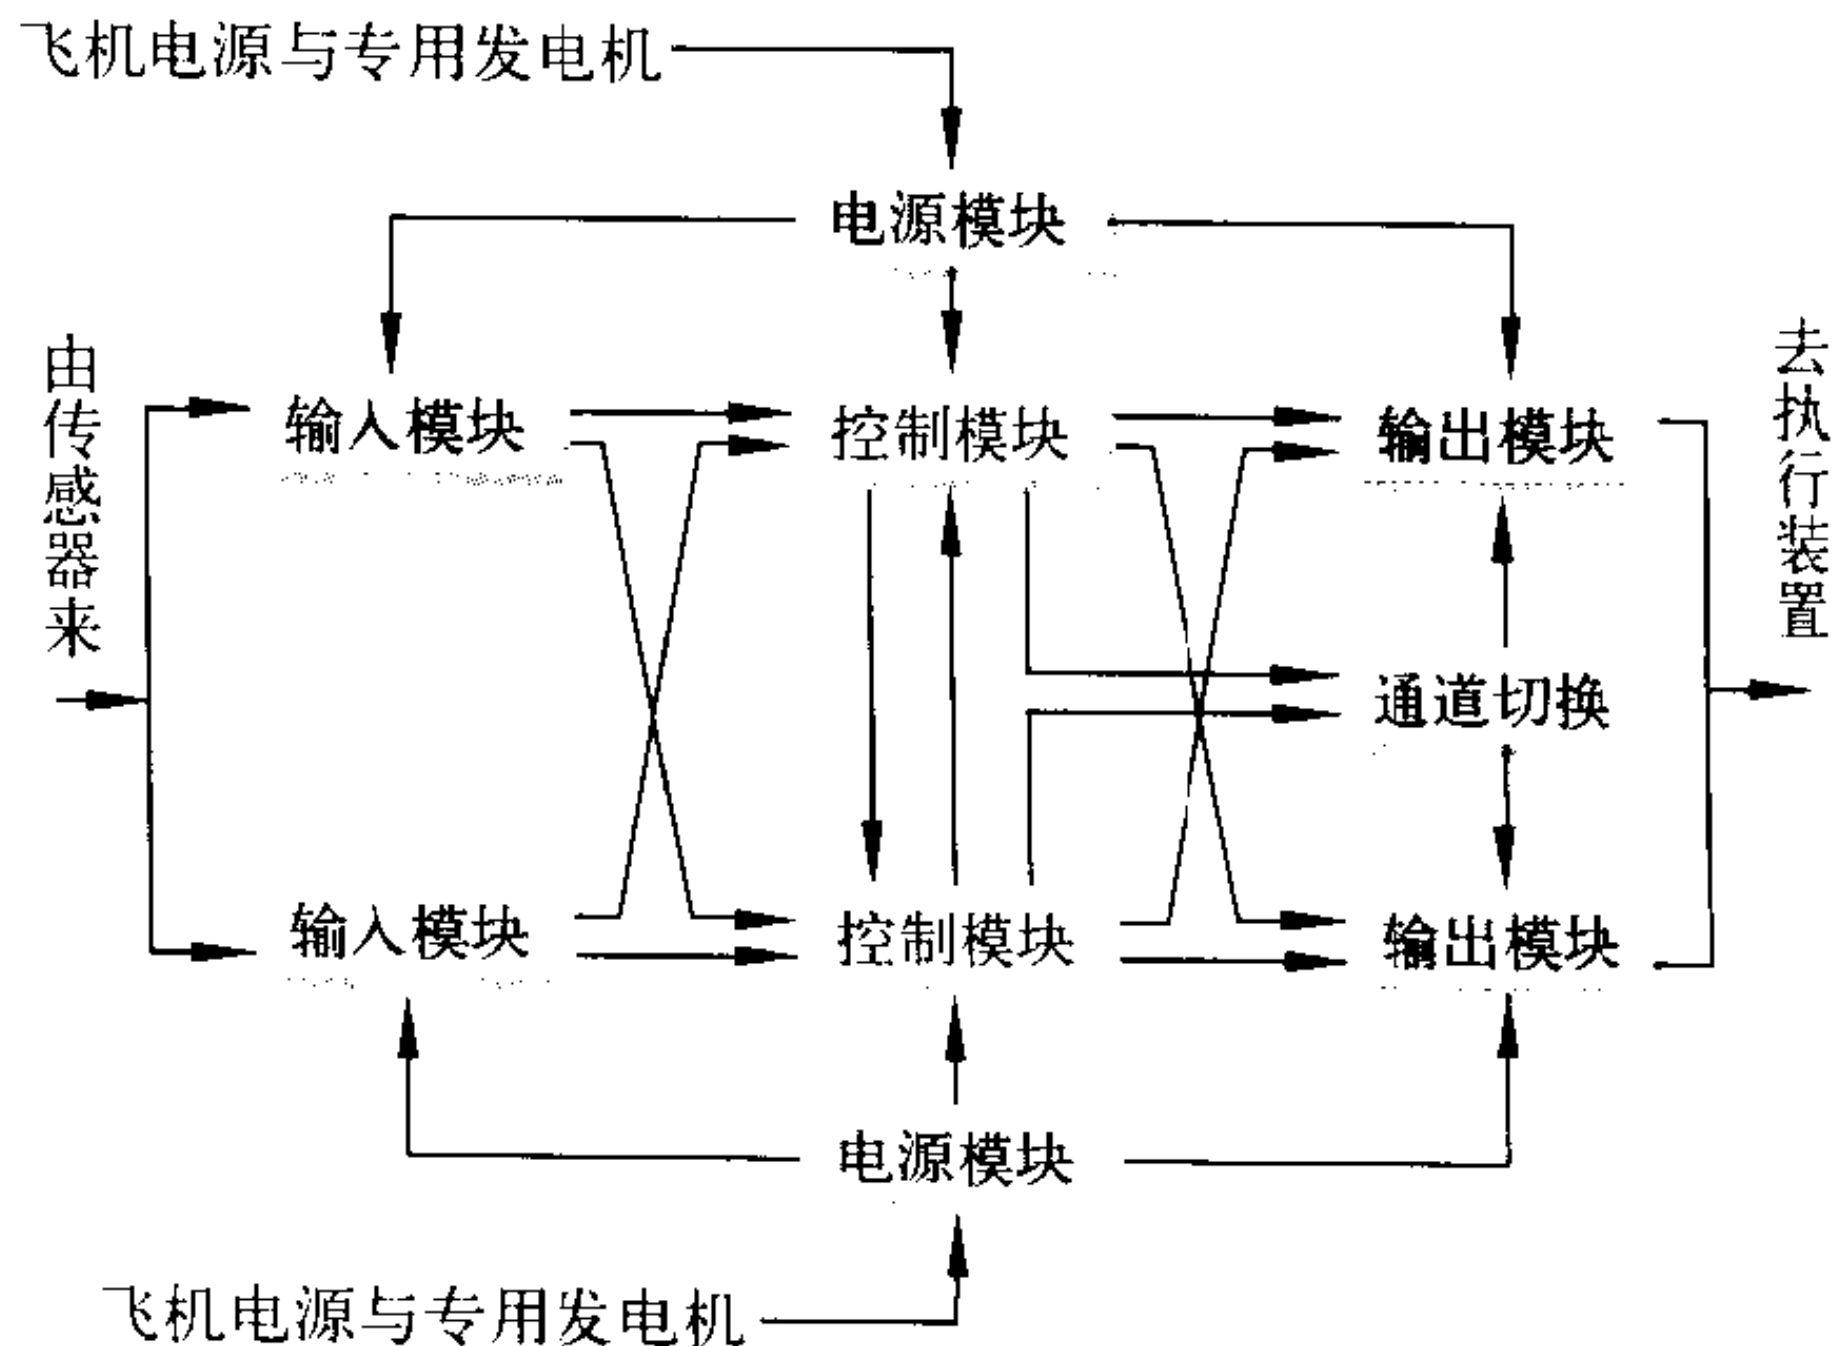 飞机电源与专用发电机
电源模块
由传感器来
输入模块
控制模块
输出模块
去执行装置
通道切换
输入模块
控制模块
输出模块
电源模块
飞机电源与专用发电机